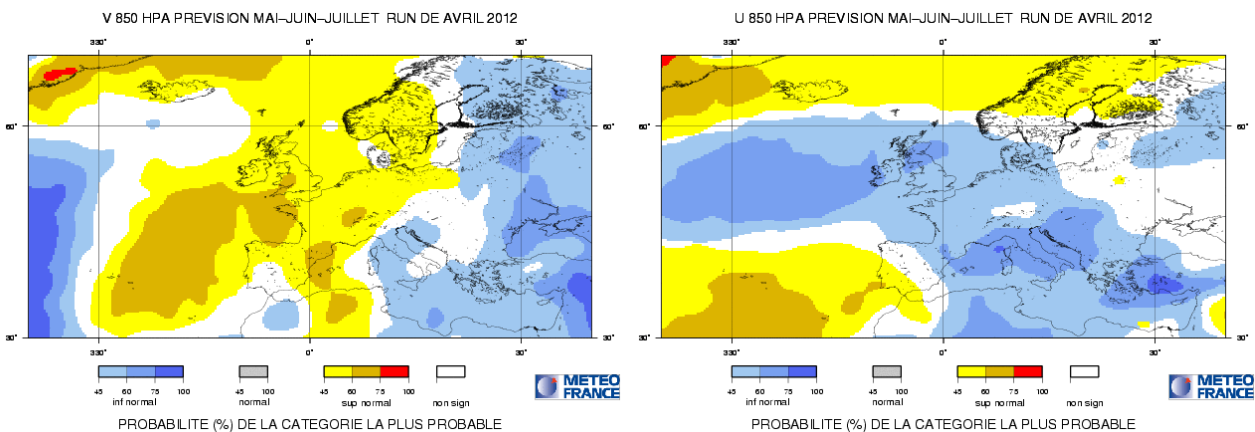 V 850 HPA PREVISION MAI–JUIN–JUILLET RUN DE AVRIL 2012
330° 0° 30°
60° 60°
30° 30°
330° 0° 30°
45 60 75 100 45 100 45 60 75 100
inf normal normal sup normal non sign
METEO
FRANCE
PROBABILITE (%) DE LA CATEGORIE LA PLUS PROBABLE
U 850 HPA PREVISION MAI–JUIN–JUILLET RUN DE AVRIL 2012
330° 0° 30°
60° 60°
30° 30°
330° 0° 30°
45 60 75 100 45 100 45 60 75 100
inf normal normal sup normal non sign
METEO
FRANCE
PROBABILITE (%) DE LA CATEGORIE LA PLUS PROBABLE